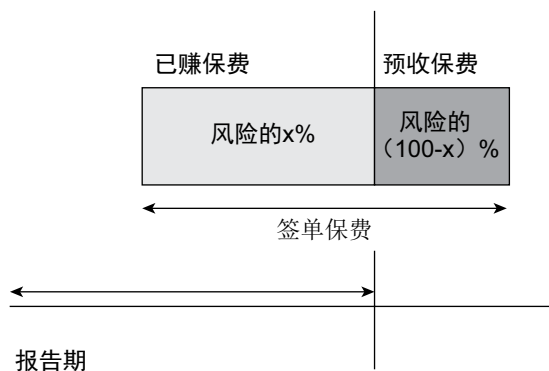 已赚保费
预收保费
风险的x%
风险的
（100-x）%
签单保费
报告期